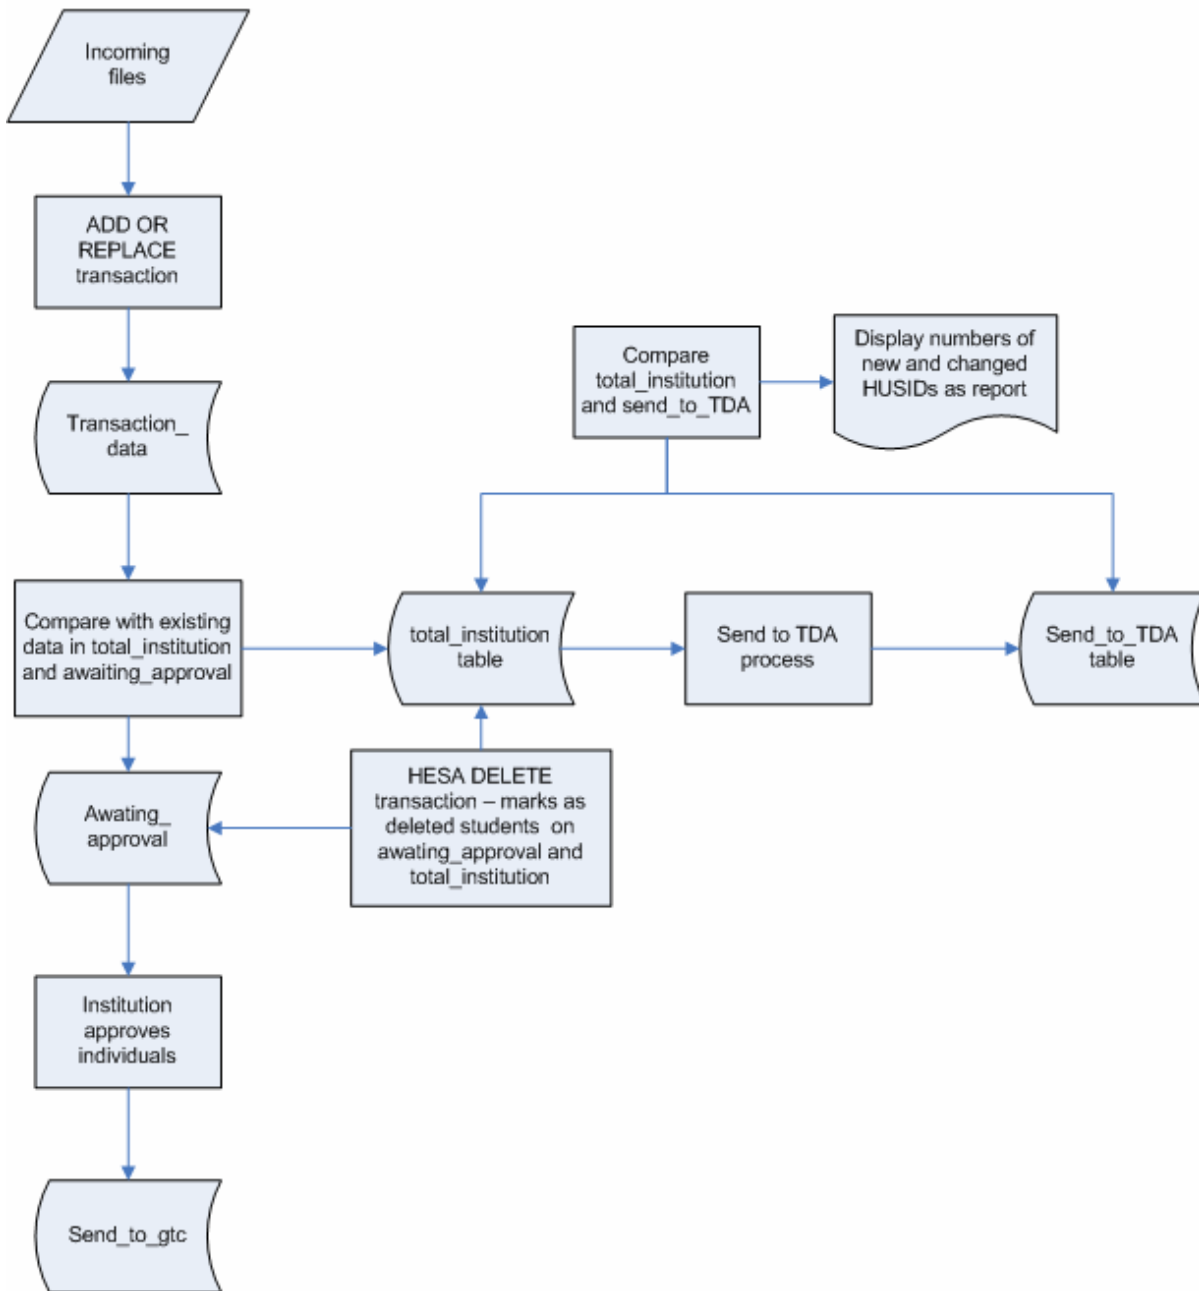 Incoming
files
ADD OR
REPLACE
transaction
Transaction_
data
Compare
total_institution
and send_to_TDA
Display numbers of
new and changed
HUSIDs as report
Compare with existing
data in total_institution
and awaiting_approval
total_institution
table
Send to TDA
process
Send_to_TDA
table
HESA DELETE
transaction – marks as
deleted students on
awating_approval and
total_institution
Awating_
approval
Institution
approves
individuals
Send_to_gtc